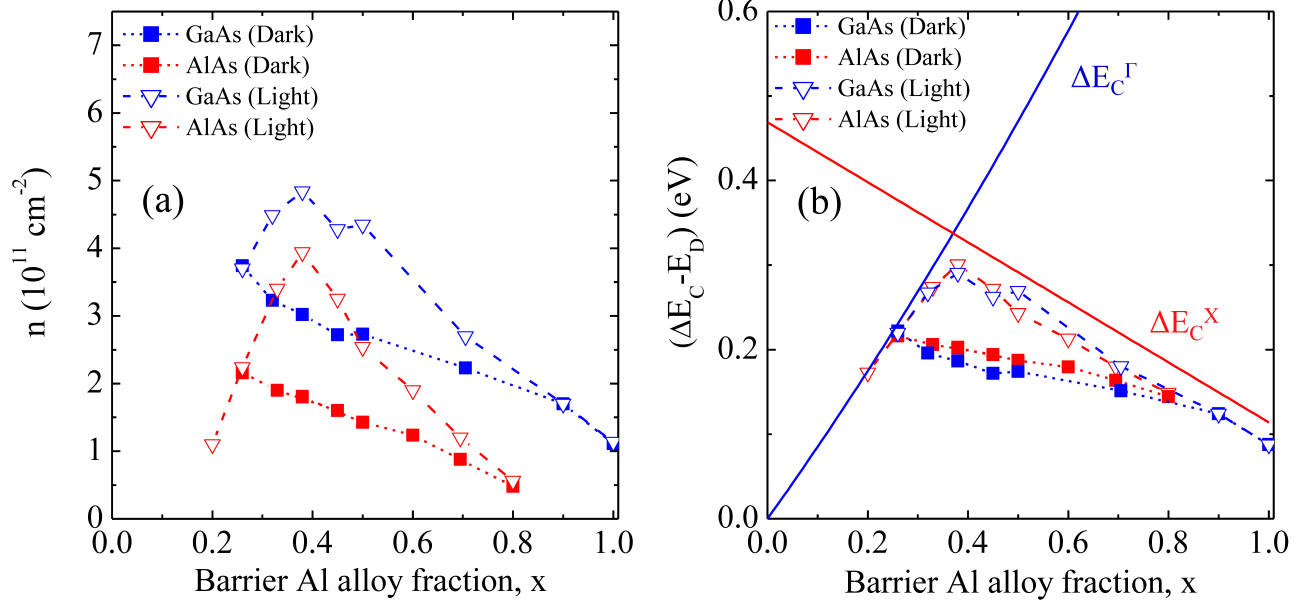 7
6
5
4
3
2
1
0
n (10¹¹ cm⁻²)
GaAs (Dark)
AlAs (Dark)
GaAs (Light)
AlAs (Light)
(a)
0.0 0.2 0.4 0.6 0.8 1.0
Barrier Al alloy fraction, x
0.6
0.4
0.2
0.0
(ΔE_C-E_D) (eV)
GaAs (Dark)
AlAs (Dark)
GaAs (Light)
AlAs (Light)
ΔE_C^Γ
(b)
ΔE_C^X
0.0 0.2 0.4 0.6 0.8 1.0
Barrier Al alloy fraction, x